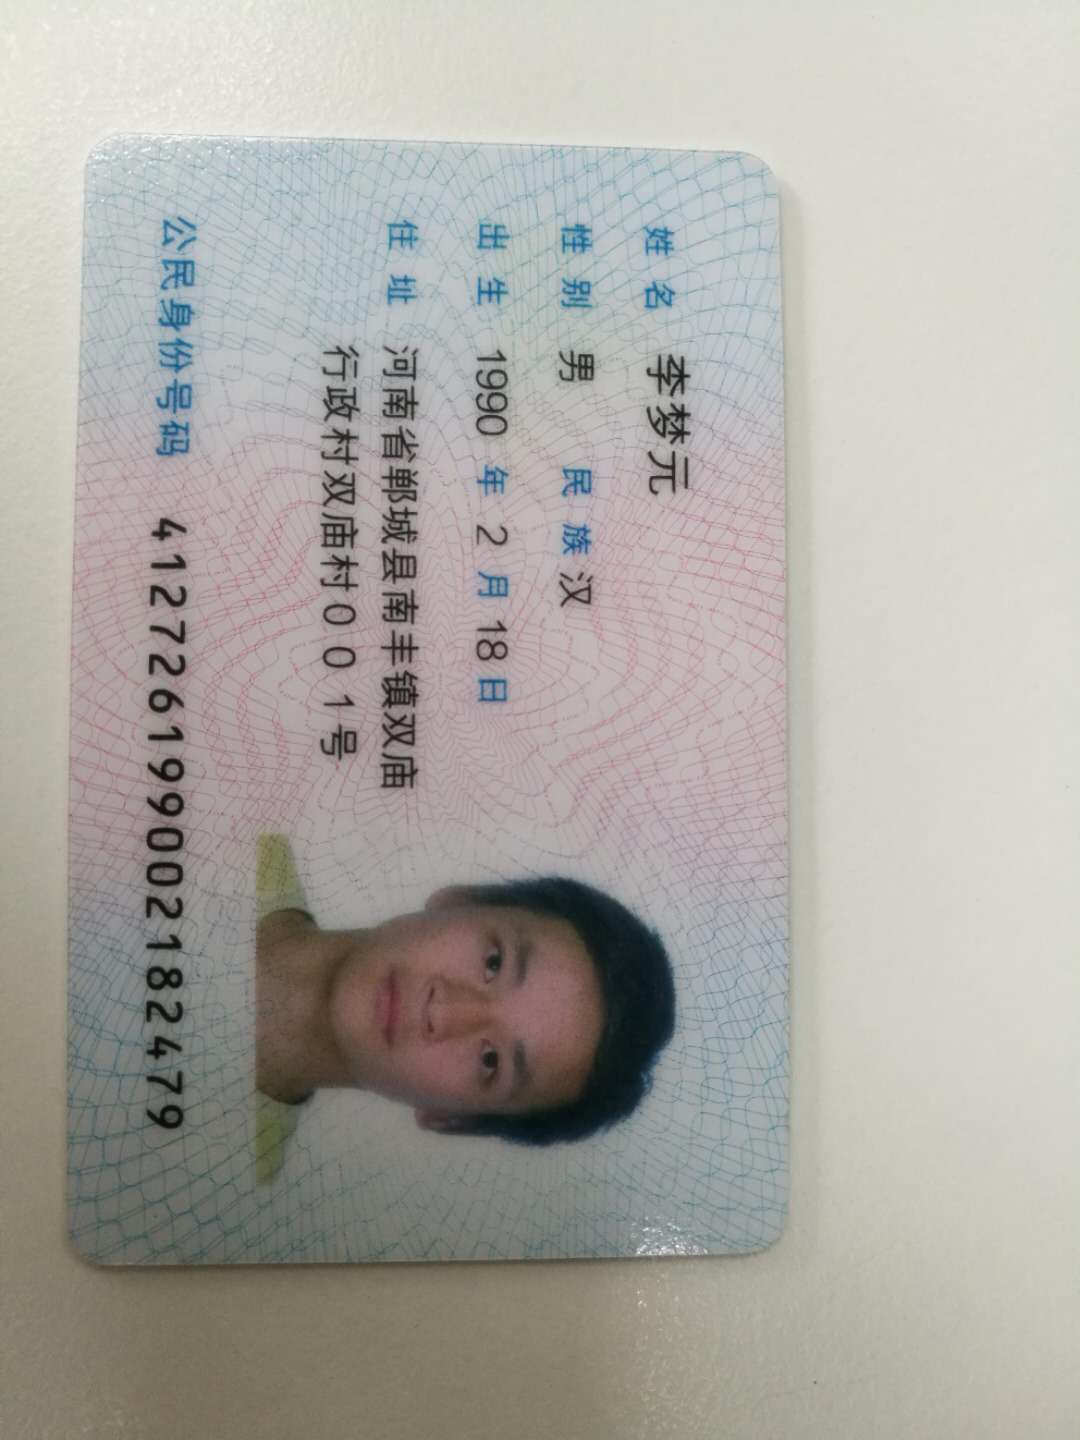 姓名 李梦元
性别 男 民族 汉
出生 1990 年 2 月 18 日
住址 河南省郸城县南丰镇双庙
行政村双庙村001号
公民身份号码 412726199002182479